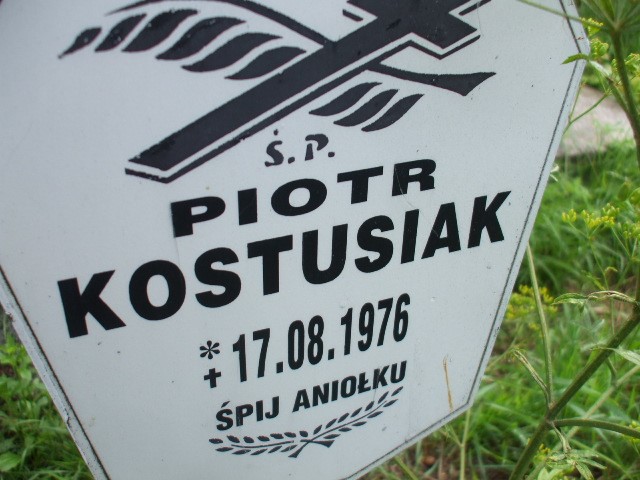 Ś.P.
PIOTR
KOSTUSIAK
* + 17.08.1976
ŚPIJ ANIOŁKU